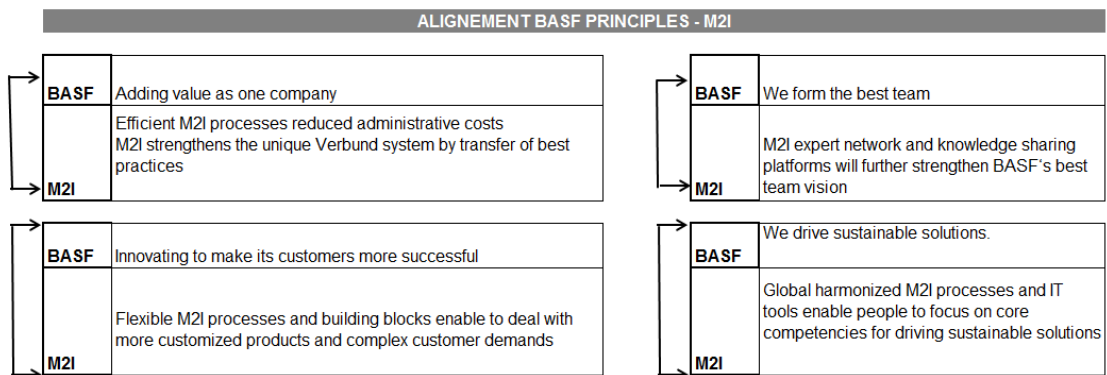 ALIGNEMENT BASF PRINCIPLES - M2I
BASF Adding value as one company
Efficient M2I processes reduced administrative costs
M2I strengthens the unique Verbund system by transfer of best
practices
M2I
BASF We form the best team
M2I expert network and knowledge sharing
platforms will further strengthen BASF's best
team vision
M2I
BASF Innovating to make its customers more successful
Flexible M2I processes and building blocks enable to deal with
more customized products and complex customer demands
M2I
We drive sustainable solutions.
BASF
Global harmonized M2I processes and IT
tools enable people to focus on core
competencies for driving sustainable solutions
M2I